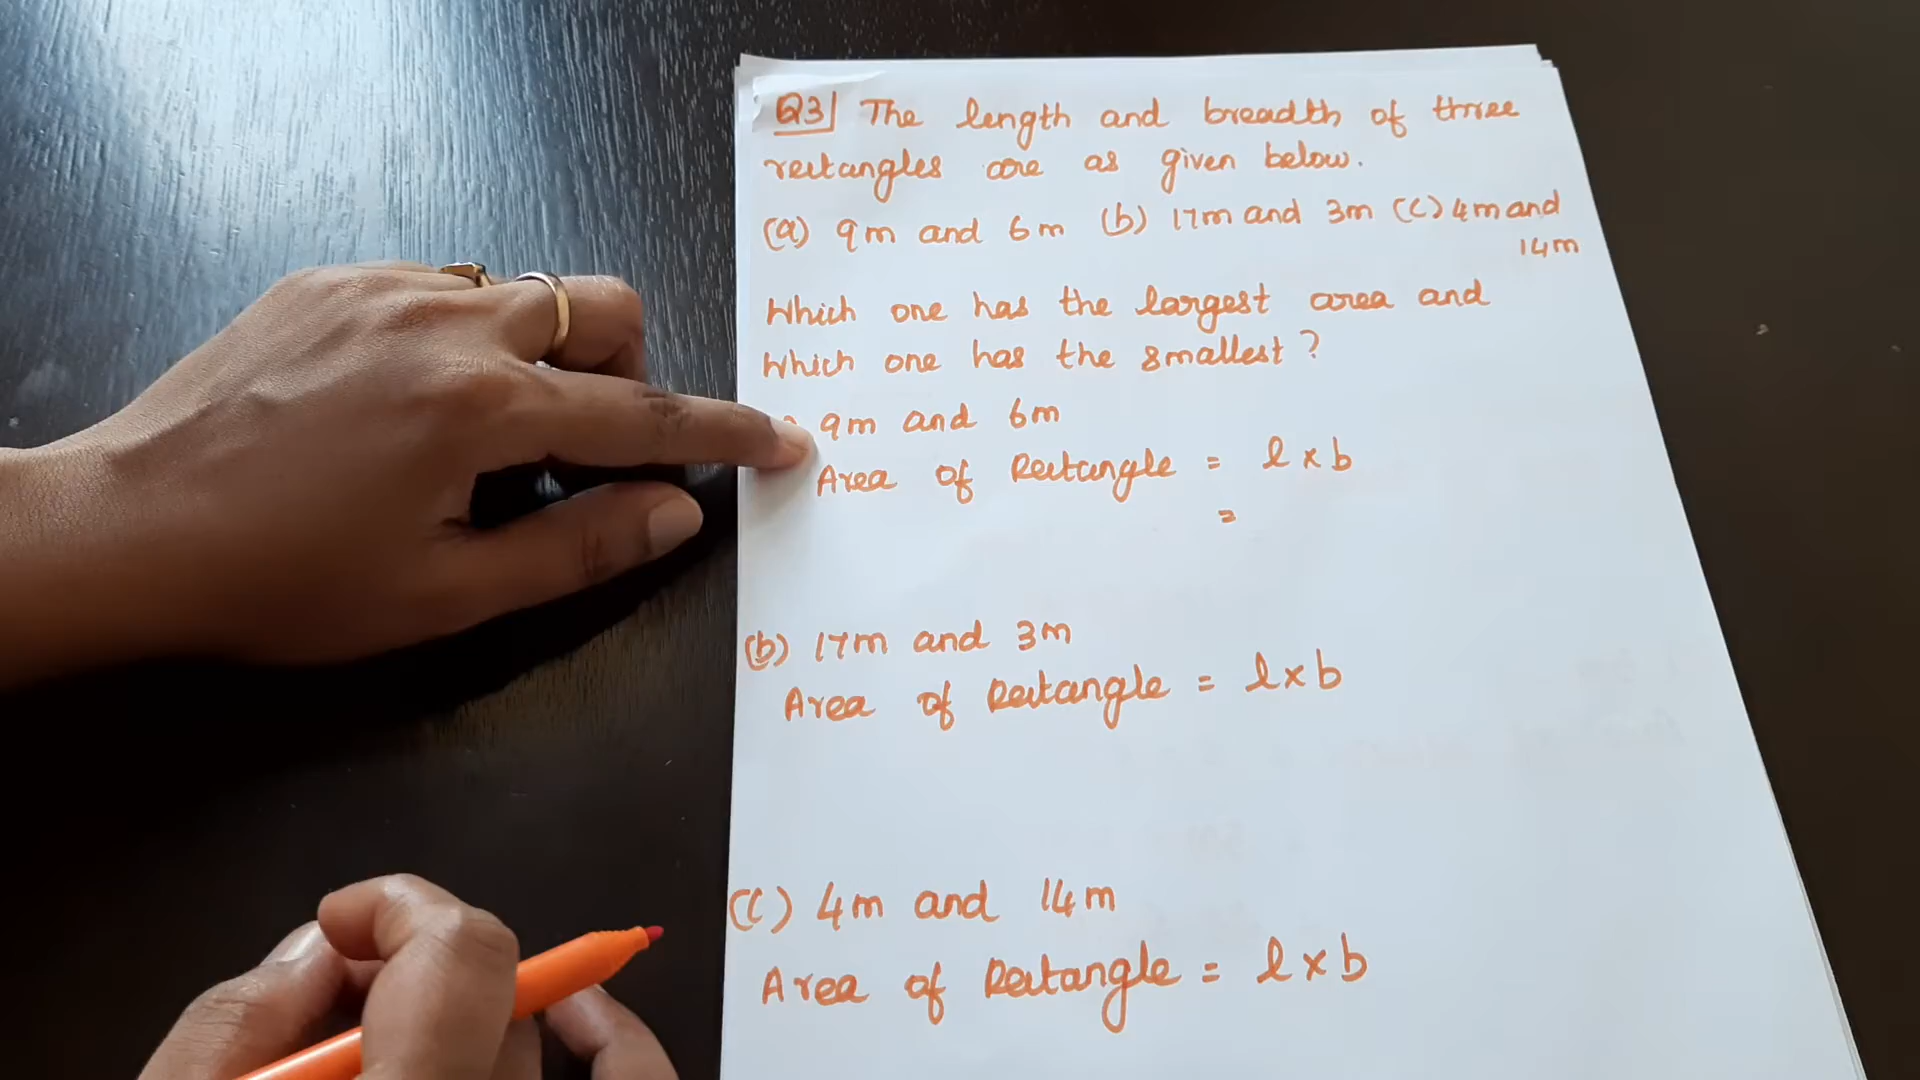 Q3 The length and breadth of three
rectangles are as given below.
(a) 9m and 6m (b) 17m and 3m (c) 4m and
14m
Which one has the largest area and
which one has the smallest?
) 9m and 6m
Area of Rectangle = l × b
=
(b) 17m and 3m
Area of Rectangle = l × b
(c) 4m and 14m
Area of Rectangle = l × b